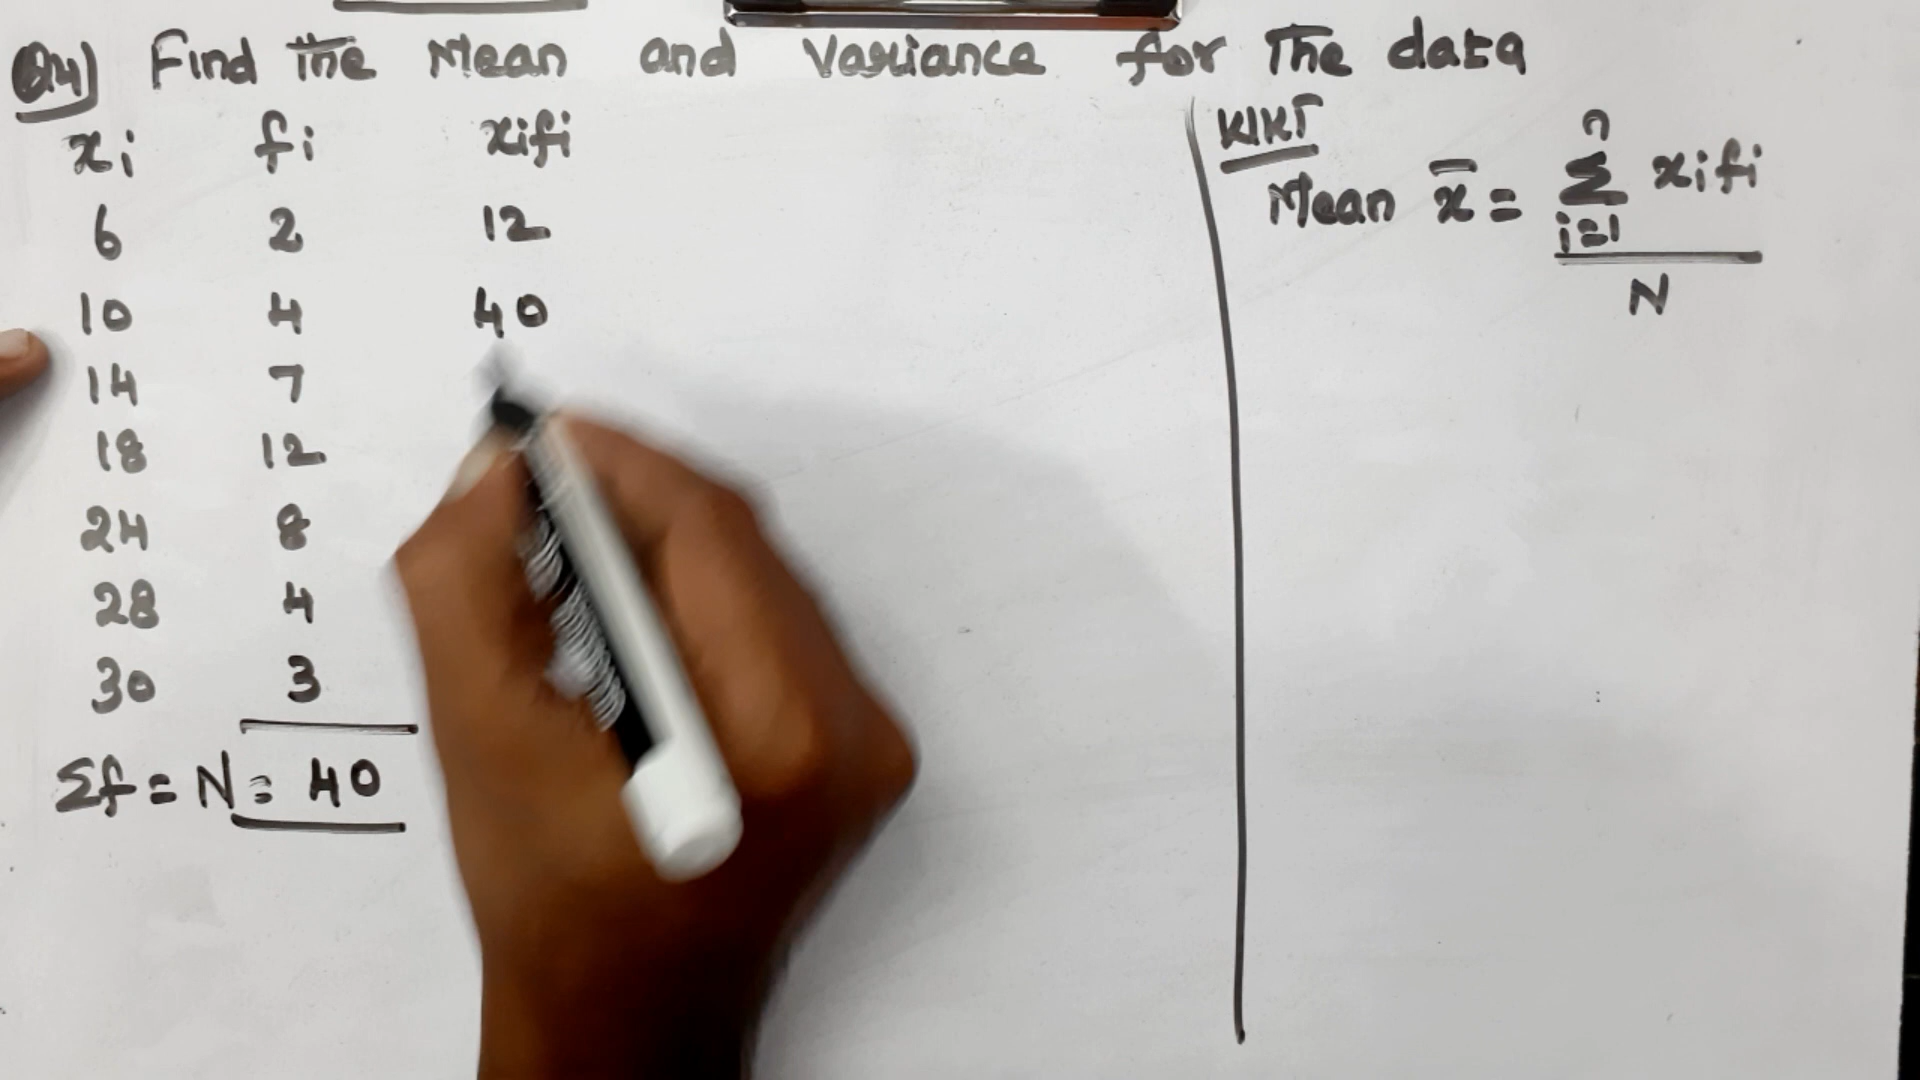 Q4) Find the Mean and Variance for The data
xi fi xifi
6 2 12
10 4 40
14 7
18 12
24 8
28 4
30 3
Σf = N = 40
WKT
Mean x̄ = n Σ i=1 xifi
N